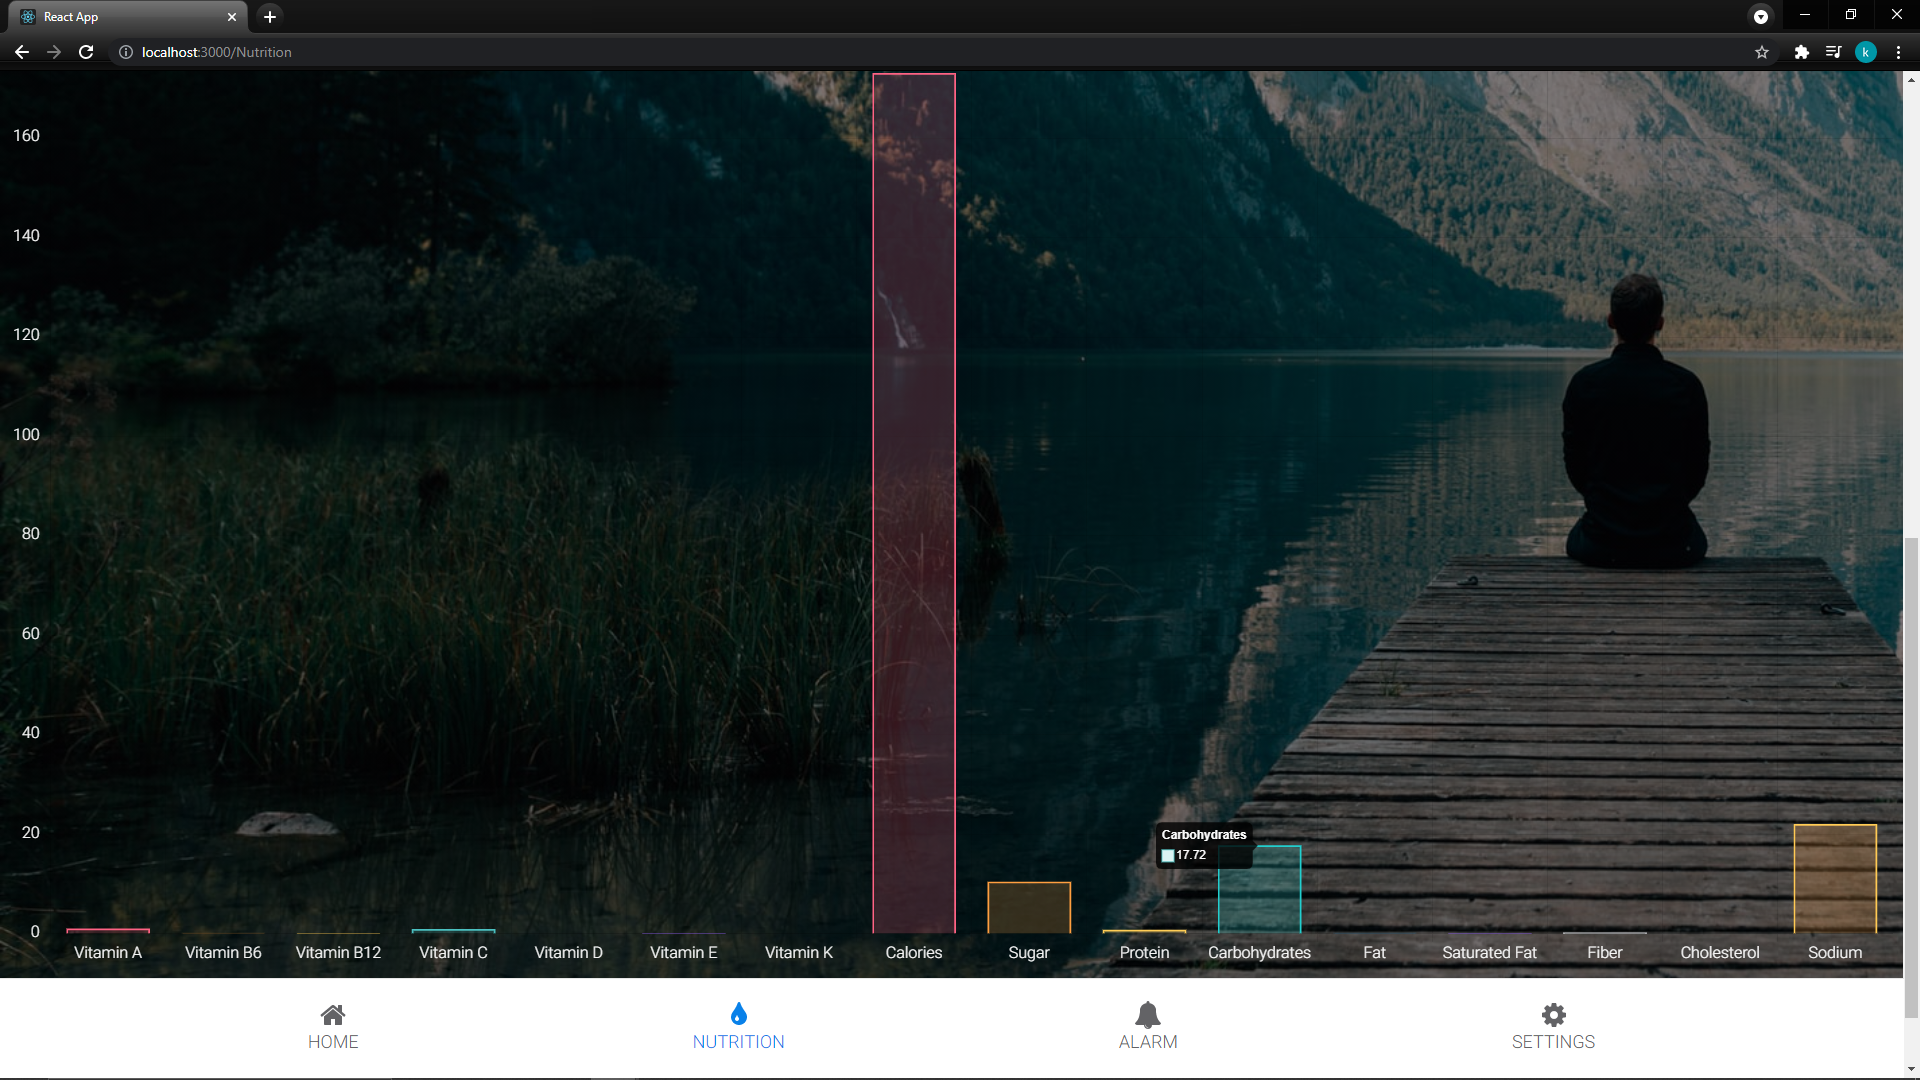 React App
localhost:3000/Nutrition
k
160
140
120
100
80
60
40
20
0
Carbohydrates
17.72
Vitamin A Vitamin B6 Vitamin B12 Vitamin C Vitamin D Vitamin E Vitamin K Calories Sugar Protein Carbohydrates Fat Saturated Fat Fiber Cholesterol Sodium
HOME NUTRITION ALARM SETTINGS